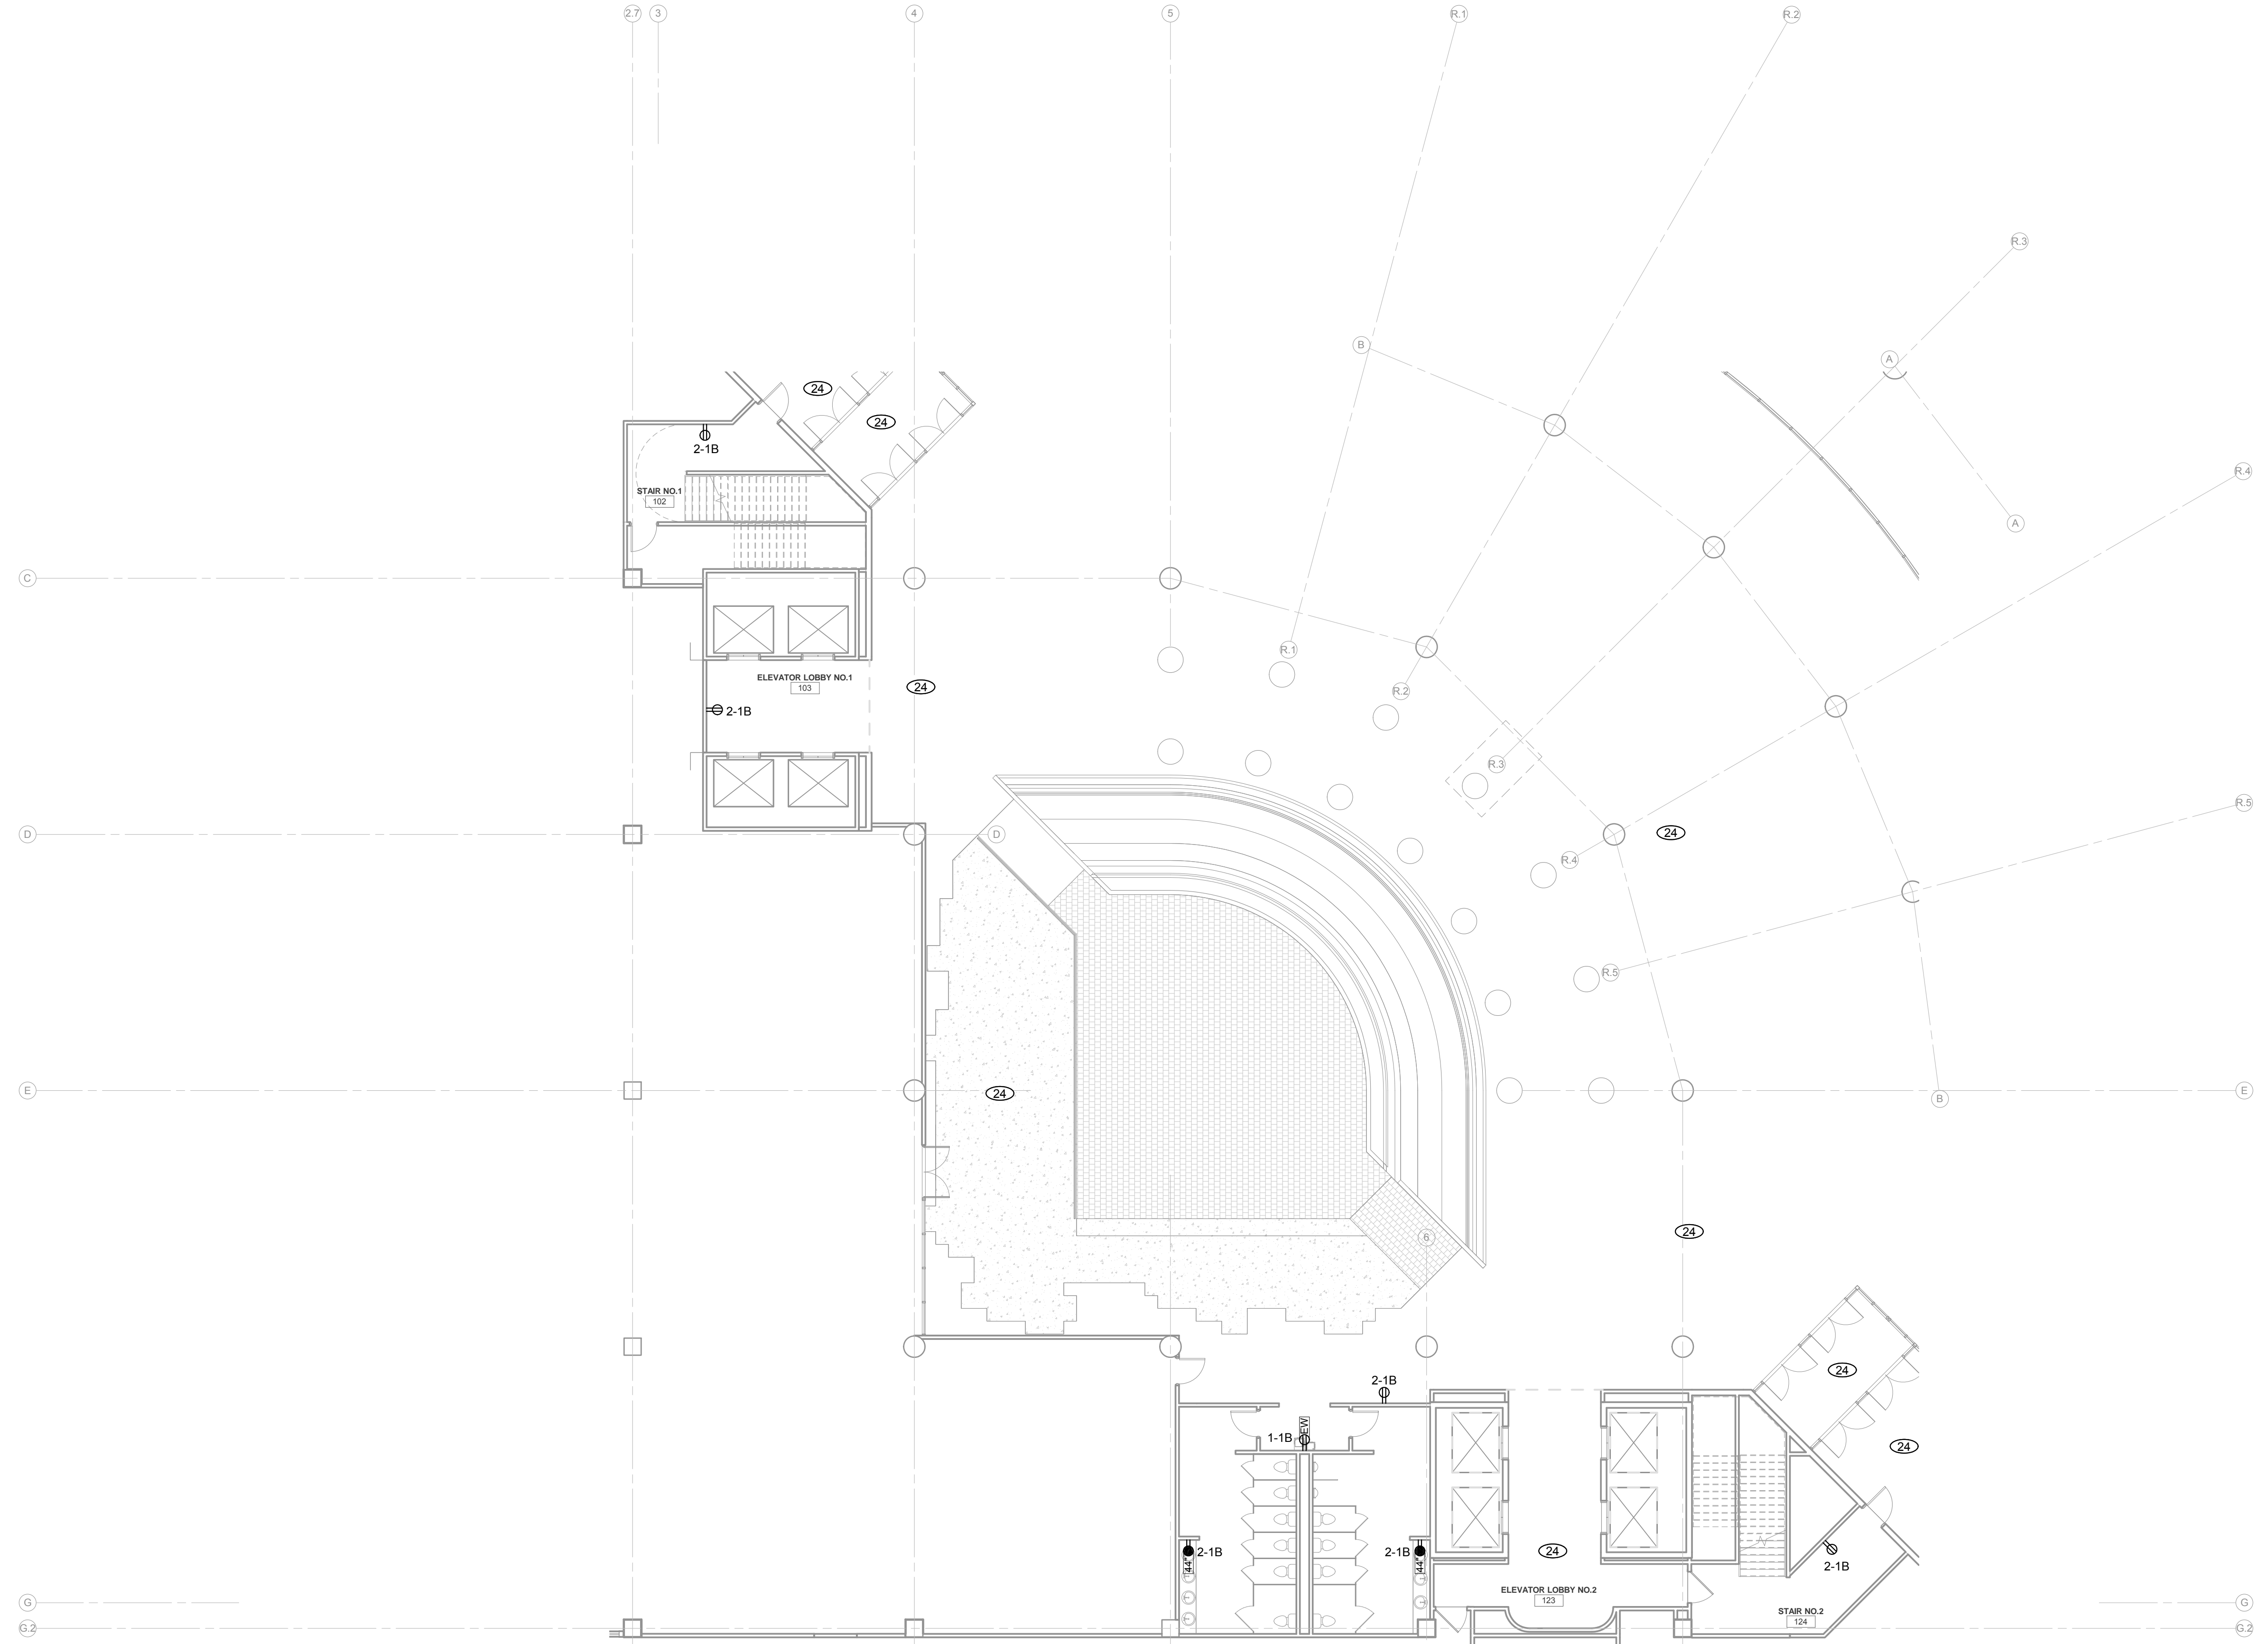 2.7 3 4 5 R.1 R.2
R.3
B
A
24
24
2-1B
R.4
STAIR NO.1
102
A
C
R.1
ELEVATOR LOBBY NO.1
103
24
R.2
2-1B
R.3
R.5
D
D
24
R.4
R.5
E
24
E
B
24
6
24
2-1B
EW
1-1B
24
2-1B
2-1B
24
44"
44"
2-1B
ELEVATOR LOBBY NO.2
123
G
G
STAIR NO.2
124
G.2
G.2